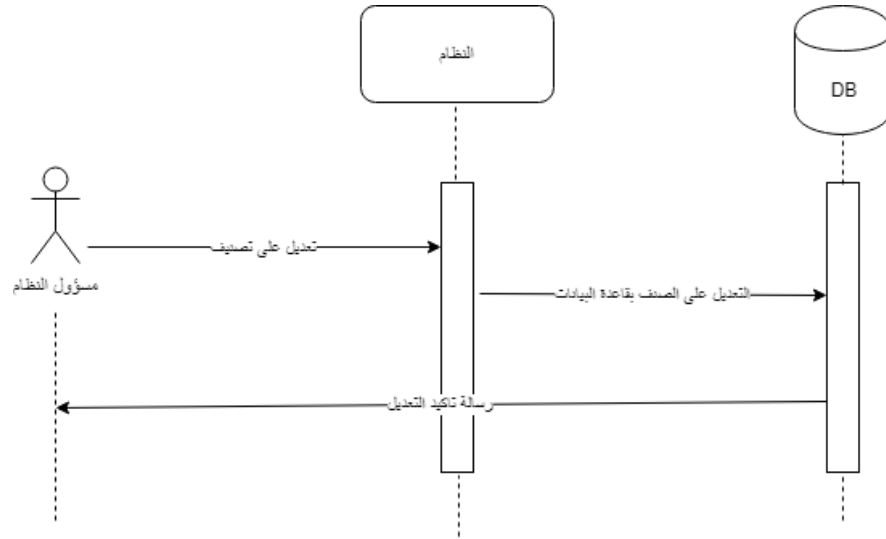 النظام
DB
تعديل على تصنيف
مسؤول النظام
التعديل على الصنف بقاعدة البيانات
رسالة تاكيد التعديل